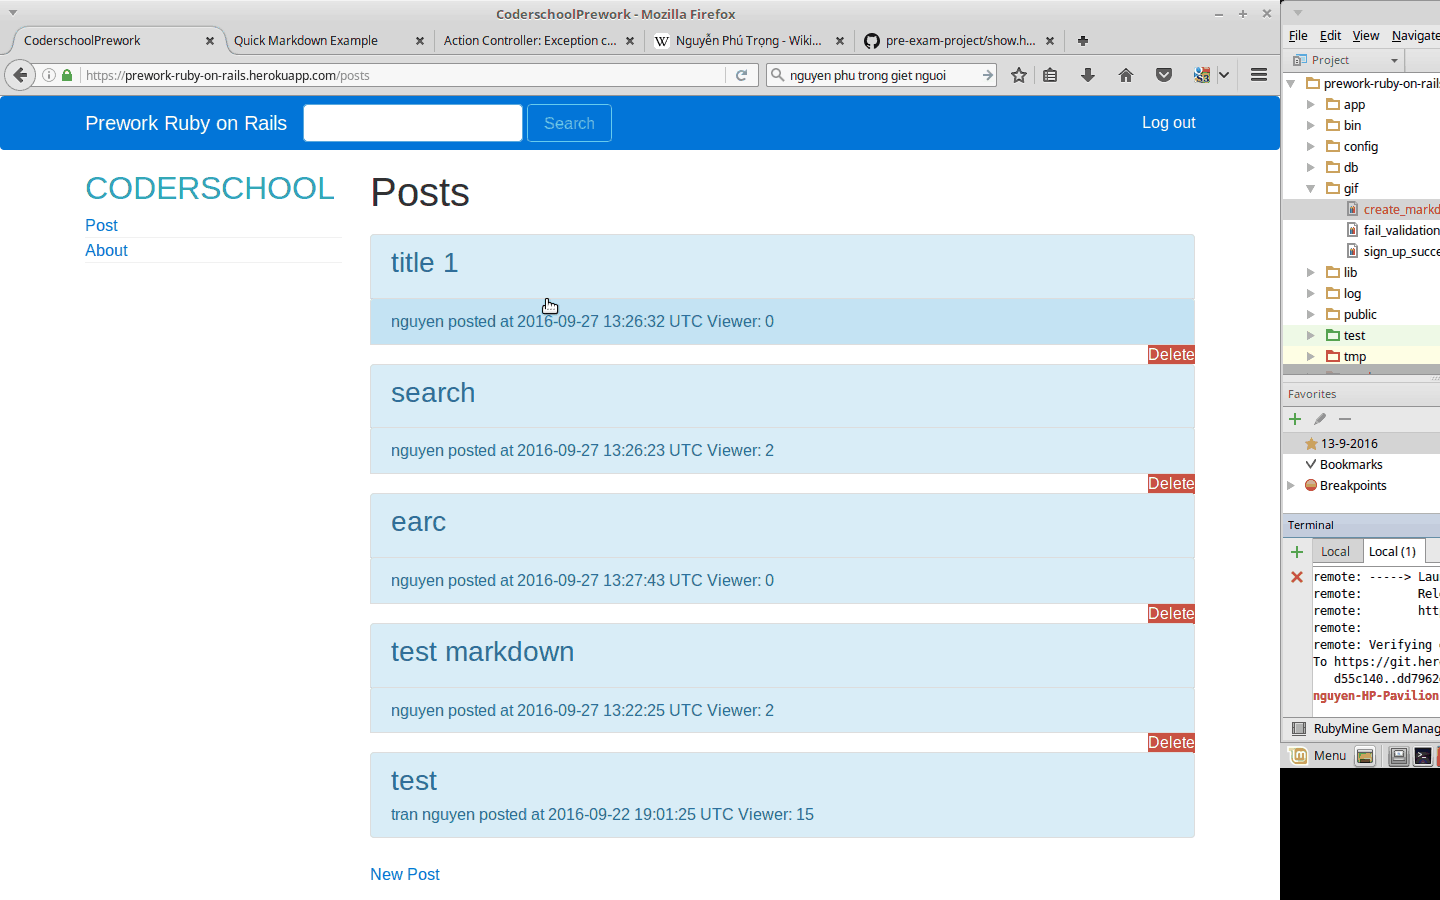 CoderschoolPrework - Mozilla Firefox
CoderschoolPrework
Quick Markdown Example
Action Controller: Exception c...
W Nguyễn Phú Trọng - Wiki...
pre-exam-project/show.h...
https://prework-ruby-on-rails.herokuapp.com/posts
nguyen phu trong giet nguoi
Prework Ruby on Rails
Search
Log out
CODERSCHOOL
Post
About
Posts
title 1
nguyen posted at 2016-09-27 13:26:32 UTC Viewer: 0
Delete
search
nguyen posted at 2016-09-27 13:26:23 UTC Viewer: 2
Delete
earc
nguyen posted at 2016-09-27 13:27:43 UTC Viewer: 0
Delete
test markdown
nguyen posted at 2016-09-27 13:22:25 UTC Viewer: 2
Delete
test
tran nguyen posted at 2016-09-22 19:01:25 UTC Viewer: 15
New Post
File Edit View Navigate
Project
prework-ruby-on-rail
app
bin
config
db
gif
create_markd
fail_validation
sign_up_succe
lib
log
public
test
tmp
Favorites
13-9-2016
Bookmarks
Breakpoints
Terminal
Local
Local (1)
remote: -----> Lau
remote: Rel
remote: htt
remote:
remote: Verifying
To https://git.her
d55c140..dd7962
nguyen-HP-Pavilion
RubyMine Gem Manag
Menu